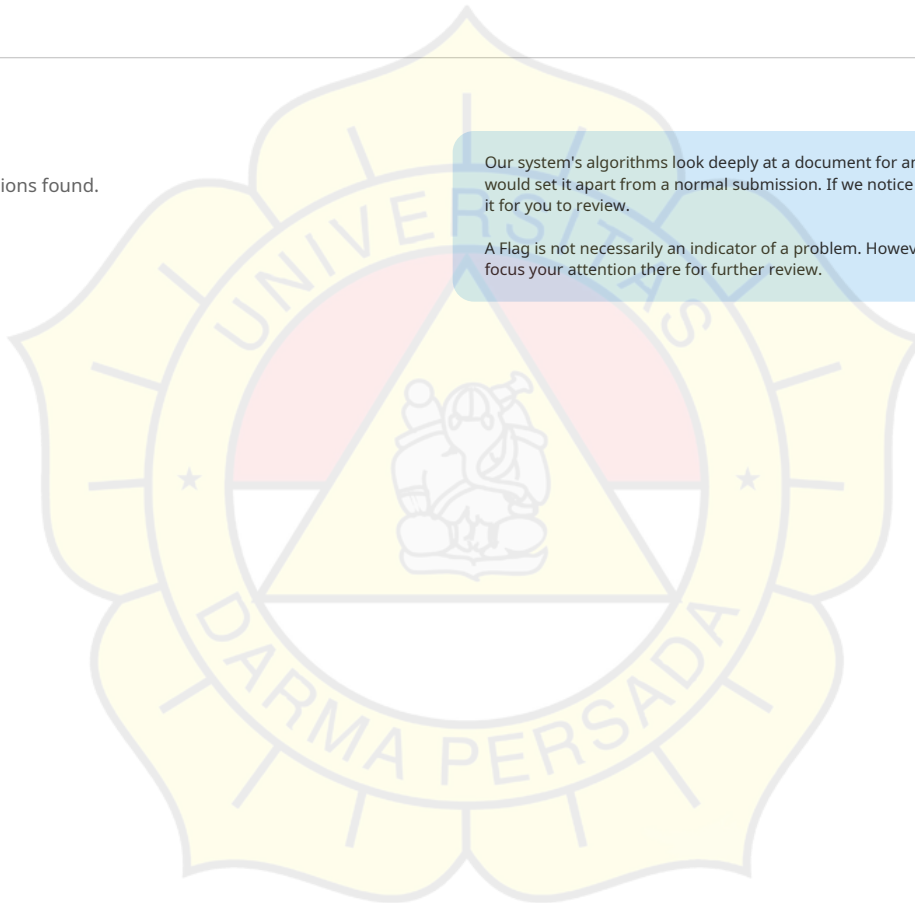 ions found.
Our system's algorithms look deeply at a document for
would set it apart from a normal submission. If we notice
it for you to review.
A Flag is not necessarily an indicator of a problem.
focus your attention there for further review.
UNIVERSITAS
DARMA PERSADA